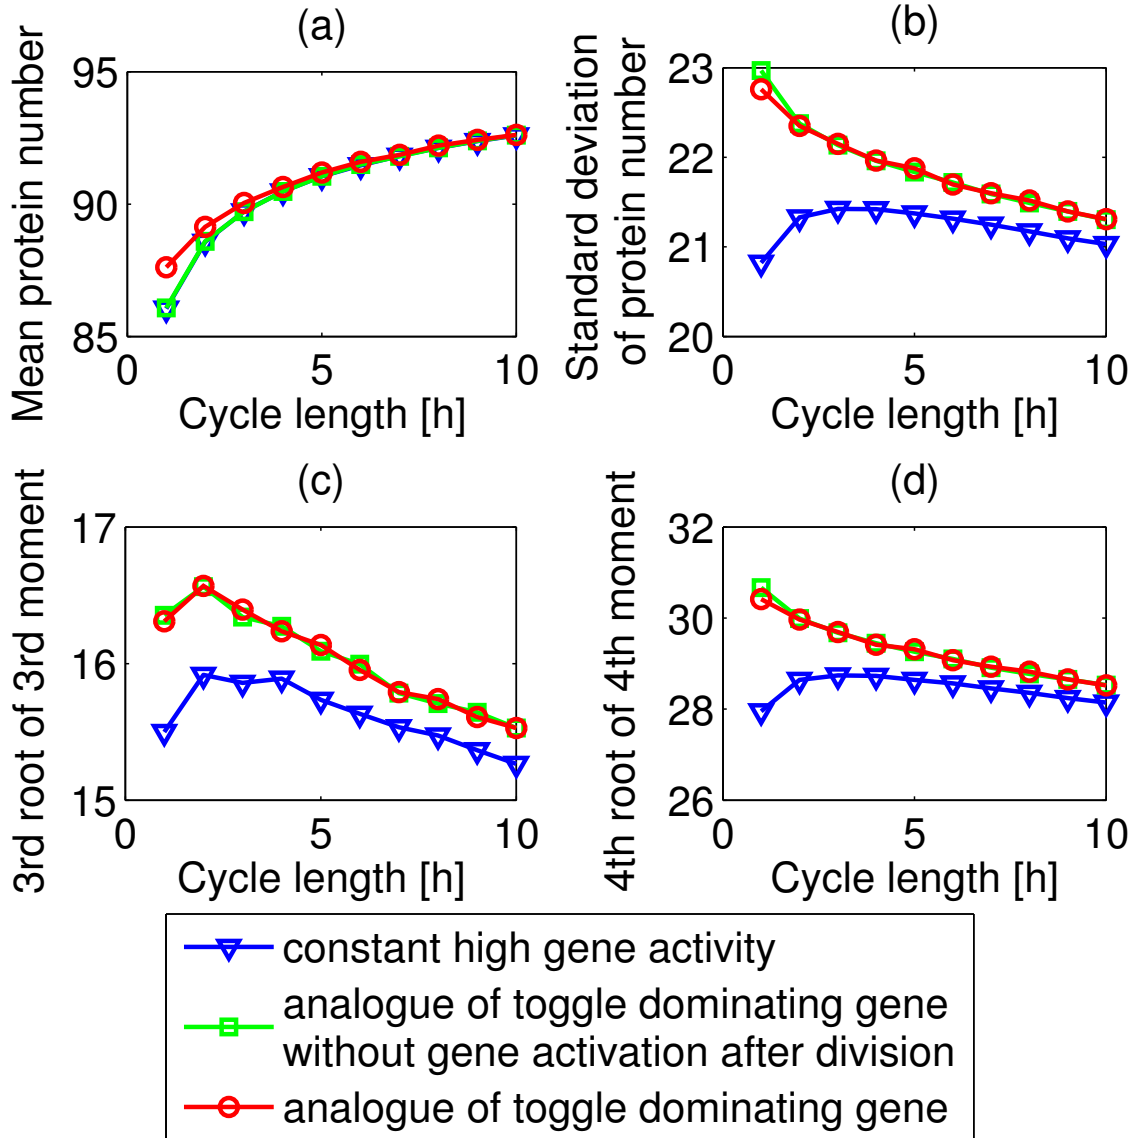 (a)
Mean protein number
95
90
85
0 5 10
Cycle length [h]
(b)
Standard deviation
of protein number
23
22
21
20
0 5 10
Cycle length [h]
(c)
3rd root of 3rd moment
17
16
15
0 5 10
Cycle length [h]
(d)
4th root of 4th moment
32
30
28
26
0 5 10
Cycle length [h]
constant high gene activity
analogue of toggle dominating gene
without gene activation after division
analogue of toggle dominating gene